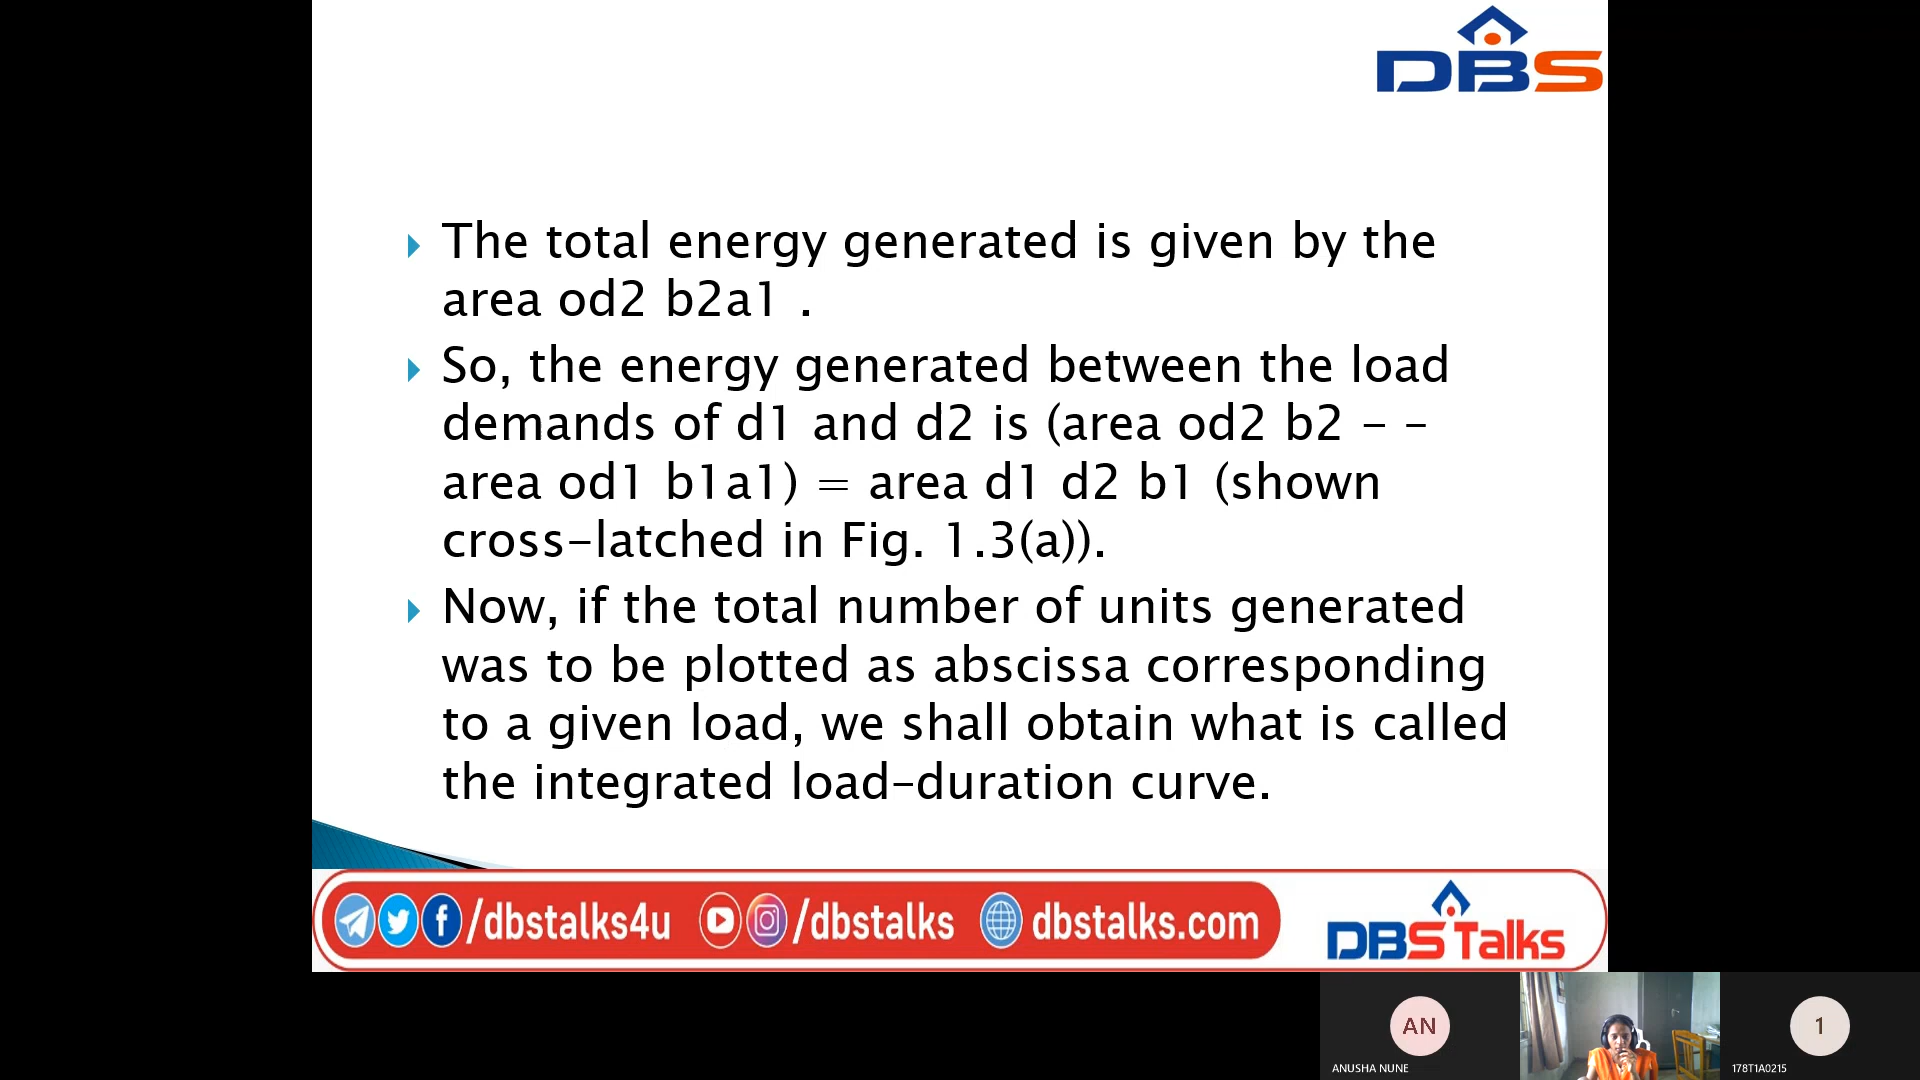 DBS
The total energy generated is given by the
area od2 b2a1 .
So, the energy generated between the load
demands of d1 and d2 is (area od2 b2 – –
area od1 b1a1) = area d1 d2 b1 (shown
cross-latched in Fig. 1.3(a)).
Now, if the total number of units generated
was to be plotted as abscissa corresponding
to a given load, we shall obtain what is called
the integrated load-duration curve.
/dbstalks4u /dbstalks dbstalks.com DBS Talks
AN 1
ANUSHA NUNE 178T1A0215